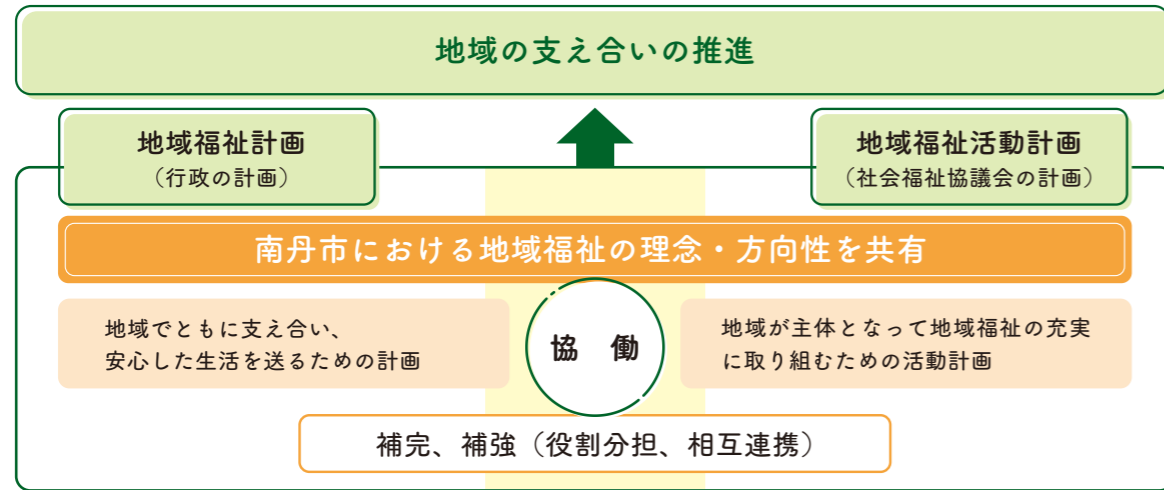 地域の支え合いの推進
地域福祉計画
（行政の計画）
地域福祉活動計画
（社会福祉協議会の計画）
南丹市における地域福祉の理念・方向性を共有
地域でともに支え合い、
安心した生活を送るための計画
協　働
地域が主体となって地域福祉の充実
に取り組むための活動計画
補完、補強（役割分担、相互連携）